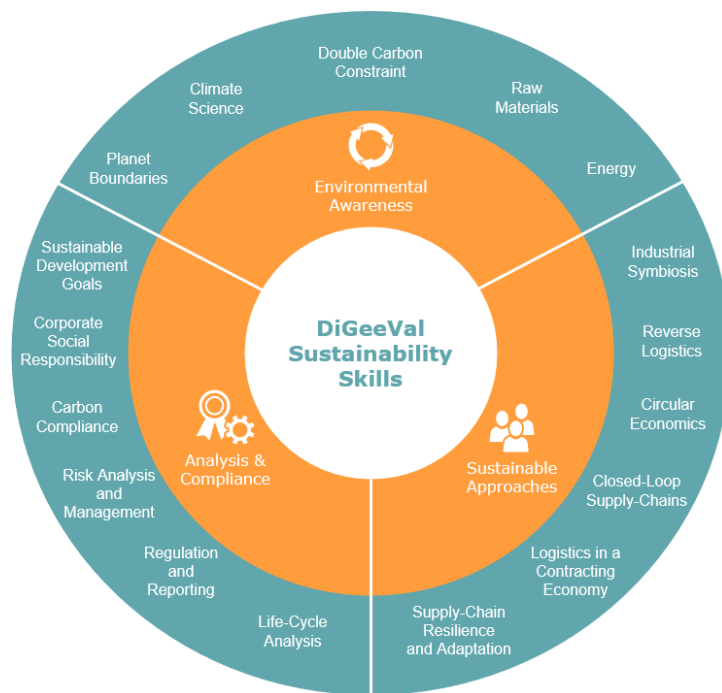 Double Carbon
Constraint
Climate
Science
Raw
Materials
Planet
Boundaries
Energy
Environmental
Awareness
Sustainable
Development
Goals
Corporate
Social
Responsibility
Carbon
Compliance
Risk Analysis
and
Management
Regulation
and
Reporting
Life-Cycle
Analysis
Analysis &
Compliance
DiGeeVal
Sustainability
Skills
Sustainable
Approaches
Industrial
Symbiosis
Reverse
Logistics
Circular
Economics
Closed-Loop
Supply-Chains
Logistics in a
Contracting
Economy
Supply-Chain
Resilience
and Adaptation